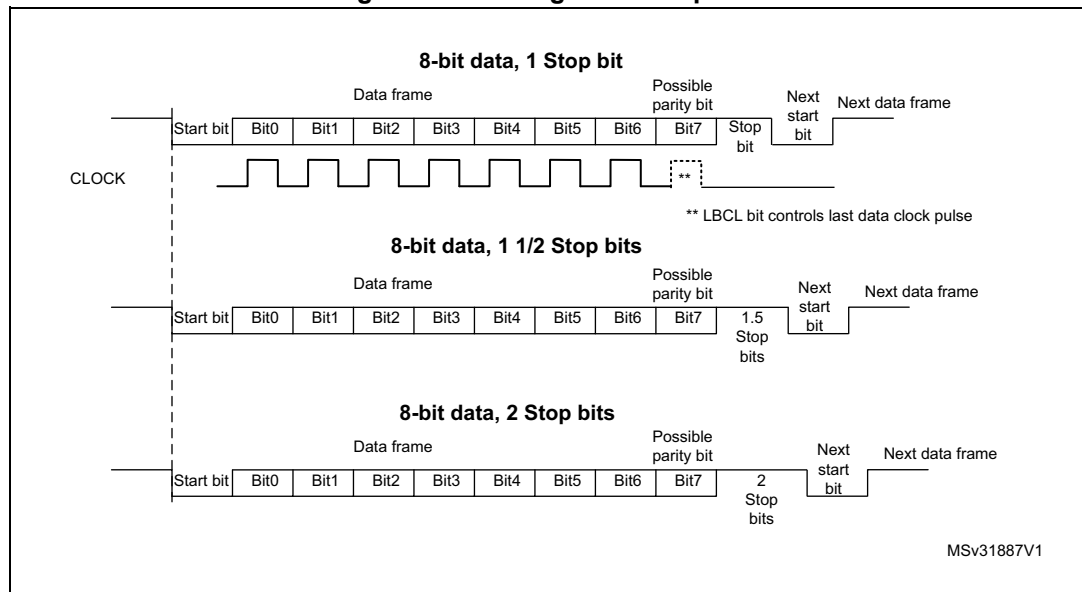 8-bit data, 1 Stop bit
Data frame
Possible
parity bit
Next
start
bit
Next data frame
Start bit Bit0 Bit1 Bit2 Bit3 Bit4 Bit5 Bit6 Bit7 Stop
bit
CLOCK
**
** LBCL bit controls last data clock pulse
8-bit data, 1 1/2 Stop bits
Data frame
Possible
parity bit
Next
start
bit
Next data frame
Start bit Bit0 Bit1 Bit2 Bit3 Bit4 Bit5 Bit6 Bit7 1.5
Stop
bits
8-bit data, 2 Stop bits
Data frame
Possible
parity bit
Next
start
bit
Next data frame
Start bit Bit0 Bit1 Bit2 Bit3 Bit4 Bit5 Bit6 Bit7 2
Stop
bits
MSv31887V1